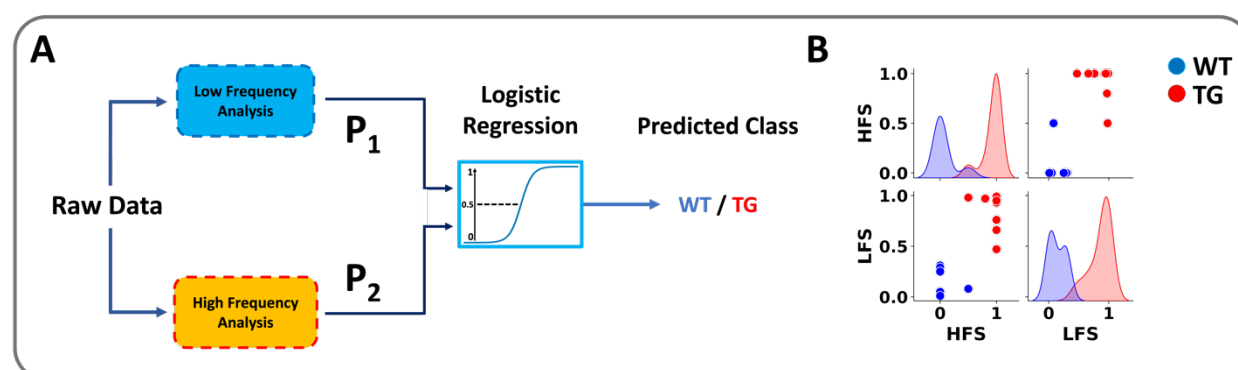 A
Low Frequency
Analysis
P1
Logistic
Regression
Predicted Class
1
0.5
0
Raw Data
WT / TG
P2
High Frequency
Analysis
B
WT
TG
1.0
0.5
0.0
HFS
1.0
0.5
0.0
LFS
0 1
HFS
0 1
LFS